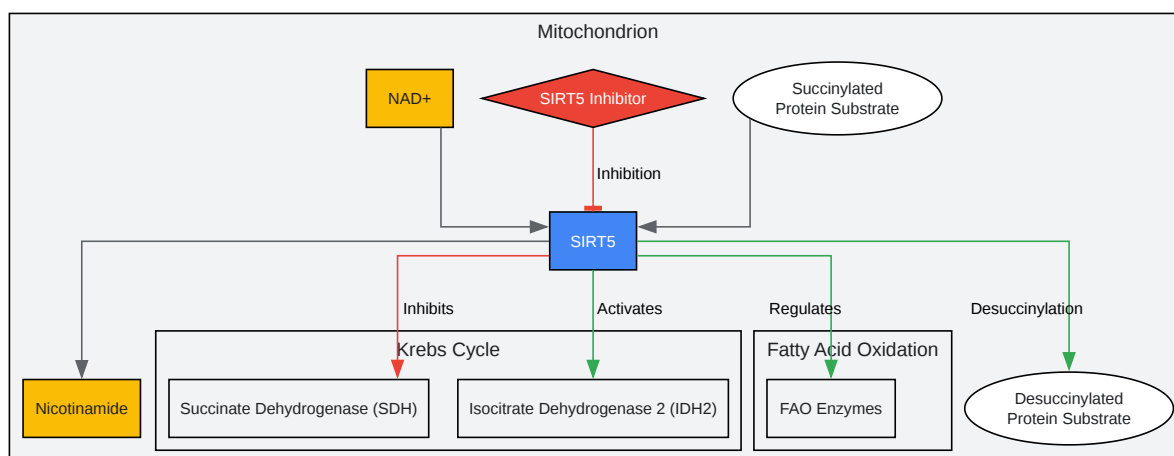 Mitochondrion
NAD+
SIRT5 Inhibitor
Succinylated
Protein Substrate
Inhibition
SIRT5
Inhibits
Activates
Regulates
Desuccinylation
Krebs Cycle
Fatty Acid Oxidation
Nicotinamide
Succinate Dehydrogenase (SDH)
Isocitrate Dehydrogenase 2 (IDH2)
FAO Enzymes
Desuccinylated
Protein Substrate